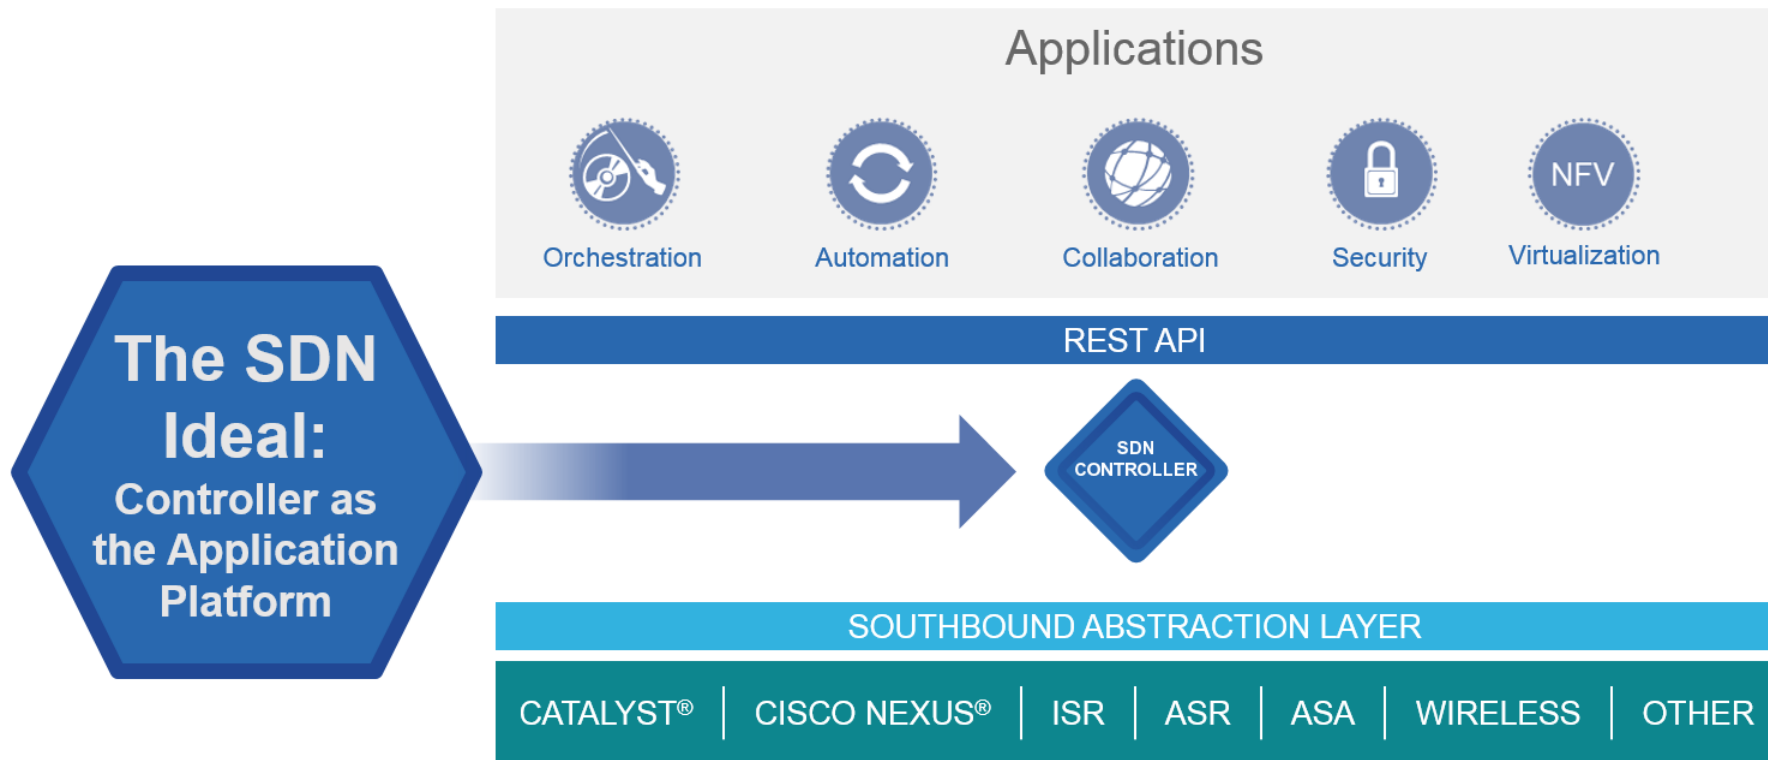 Applications
NFV
Orchestration
Automation
Collaboration
Security
Virtualization
REST API
The SDN
Ideal:
Controller as
the Application
Platform
SDN
CONTROLLER
SOUTHBOUND ABSTRACTION LAYER
CATALYST®
CISCO NEXUS®
ISR
ASR
ASA
WIRELESS
OTHER